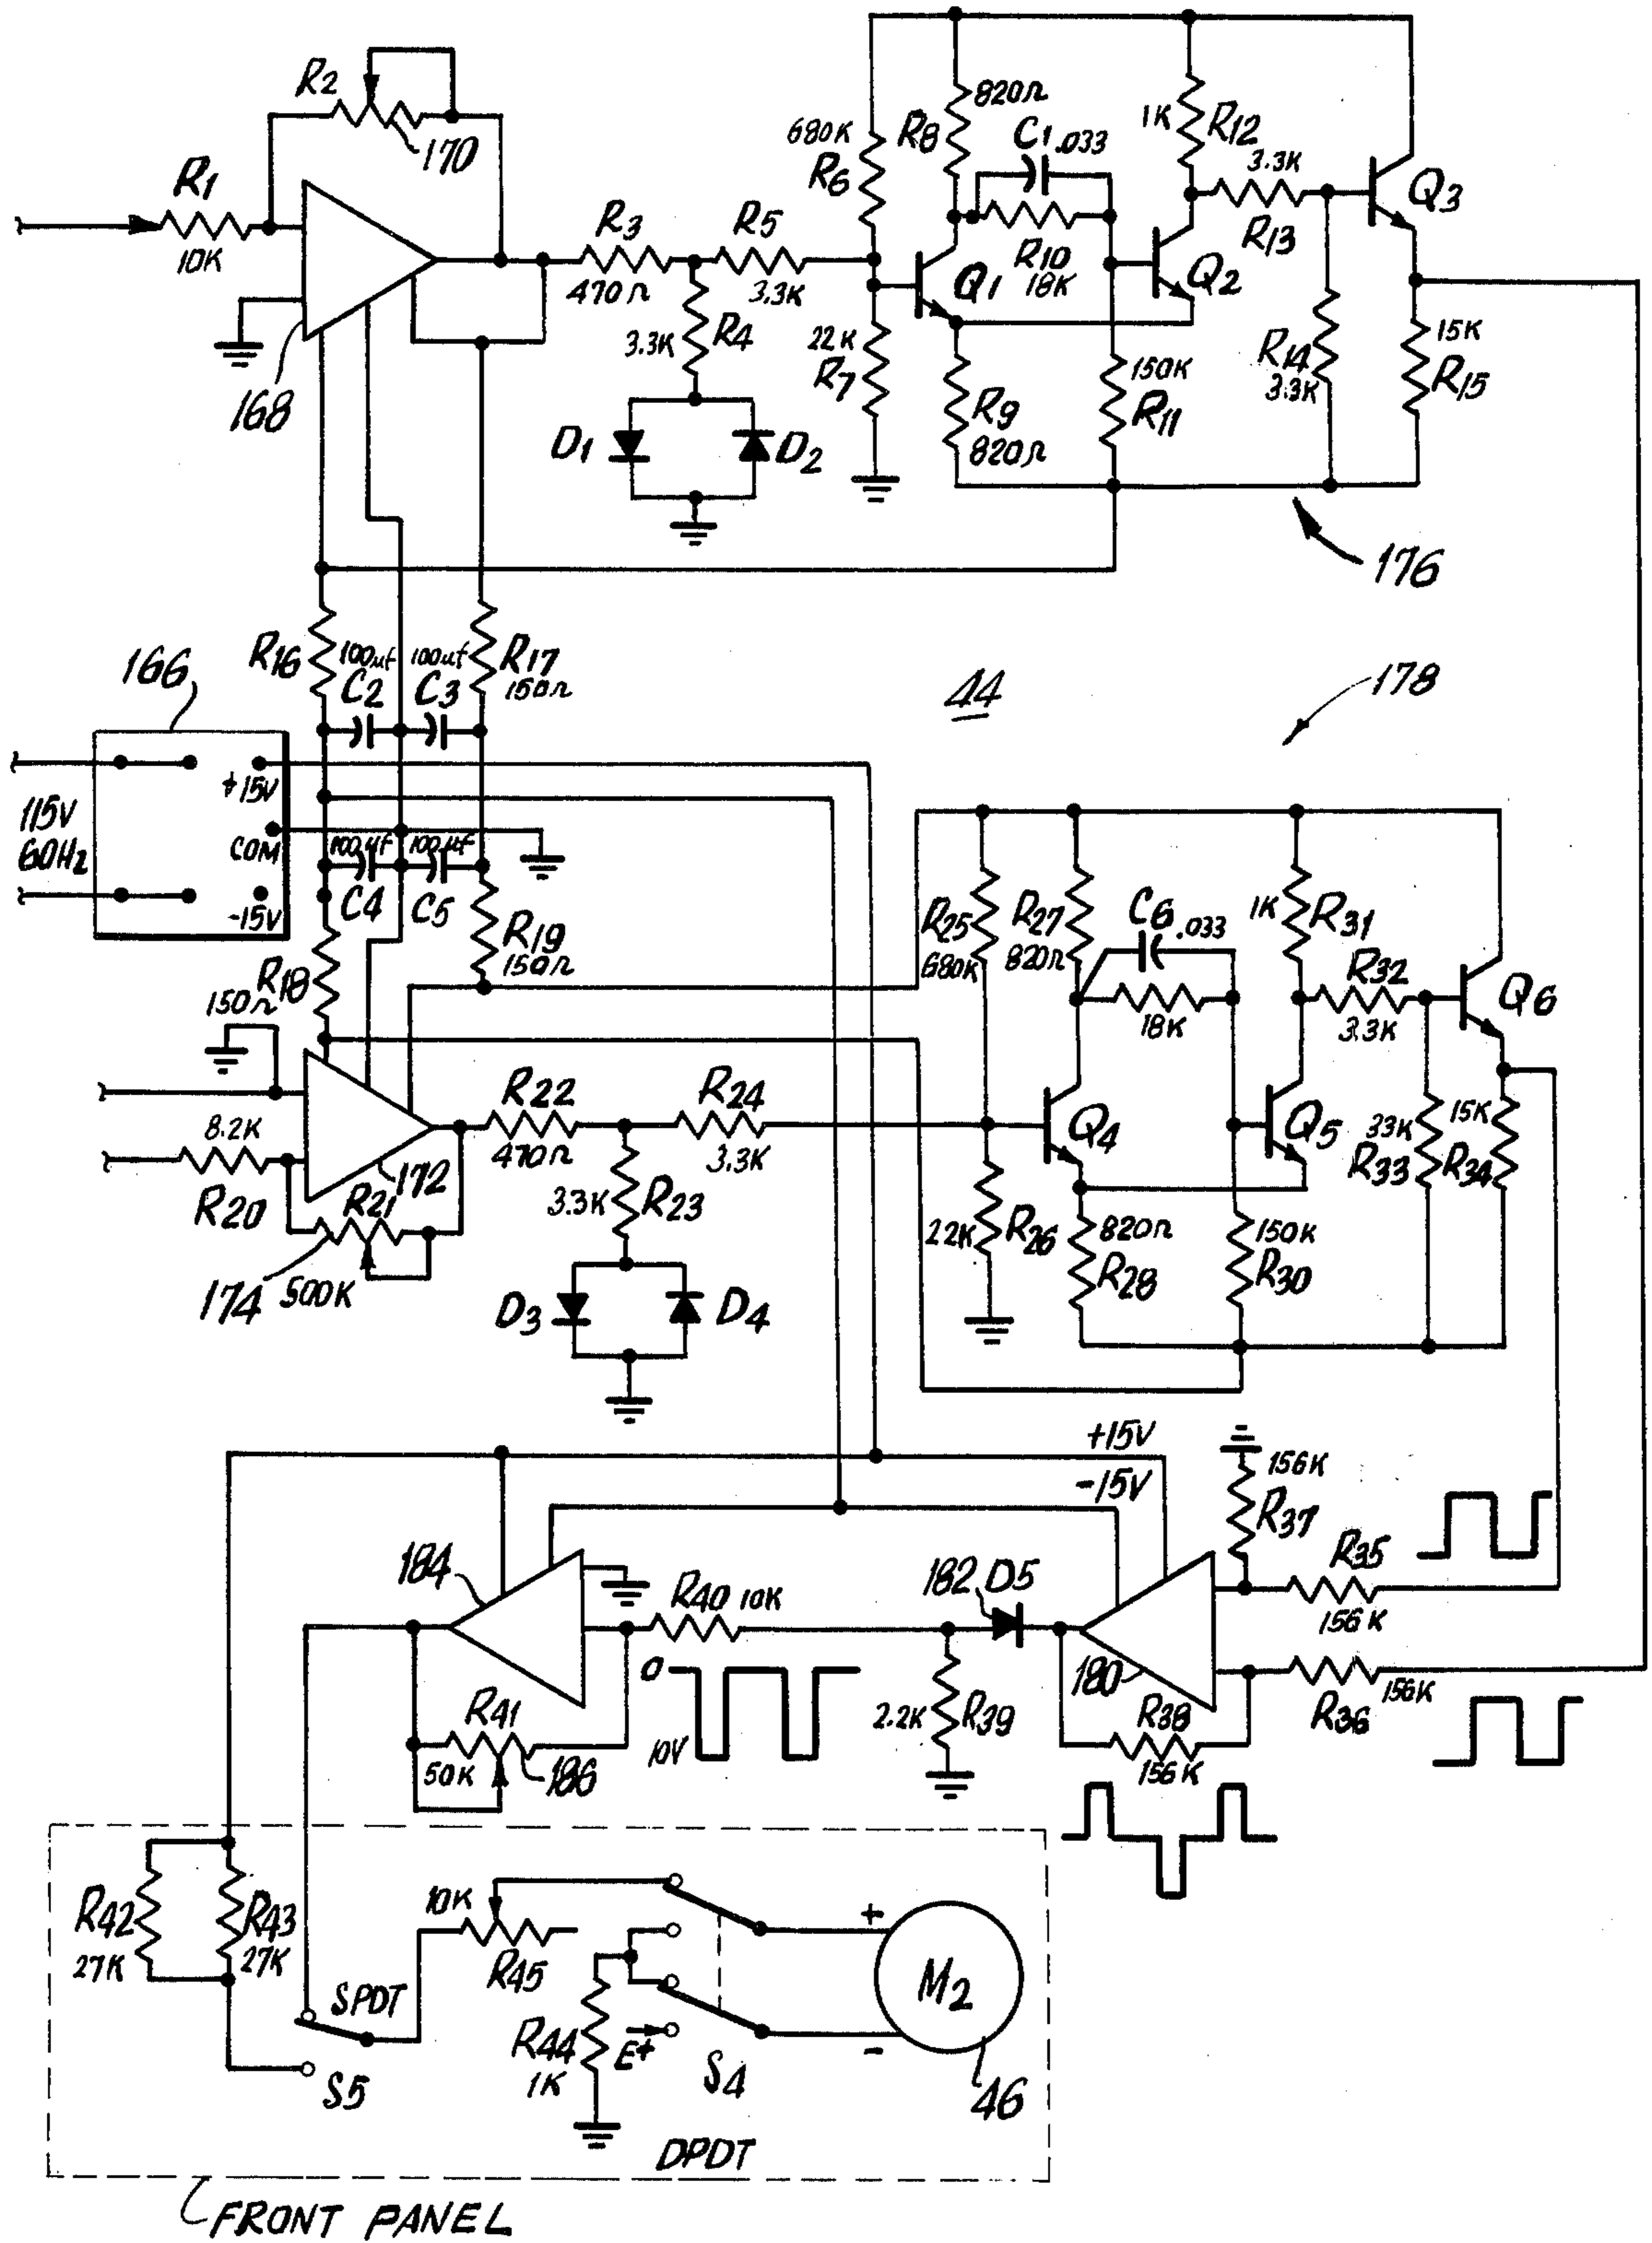 R2
170
R1
10K
168
R3
470Ω
R5
3.3K
3.3K
R4
D1
D2
680K
R6
22K
R7
820Ω
R8
C1 .033
R10
18K
Q1
Q2
R9
820Ω
150K
R11
1K
R12
3.3K
R13
Q3
R14
3.3K
15K
R15
176
R16
100µf
C2
100µf
C3
R17
150Ω
166
44
178
115V
60Hz
+15V
COM
-15V
100µf
C4
100µf
C5
R19
150Ω
R18
150Ω
R25
680K
R27
820Ω
C6 .033
18K
1K
R31
R32
3.3K
Q6
Q4
Q5
8.2K
R20
172
R21
174
500K
R22
470Ω
R24
3.3K
3.3K
R23
D3
D4
22K
R26
820Ω
R28
150K
R30
33K
R33
15K
R34
+15V
-15V
156K
R37
R35
156K
R36
156K
184
R40 10K
182 D5
180
R38
156K
0
10V
2.2K
R39
R41
50K
186
R42
27K
R43
27K
SPDT
S5
10K
R45
R44
1K
E+
S4
DPDT
+
M2
-
46
FRONT PANEL